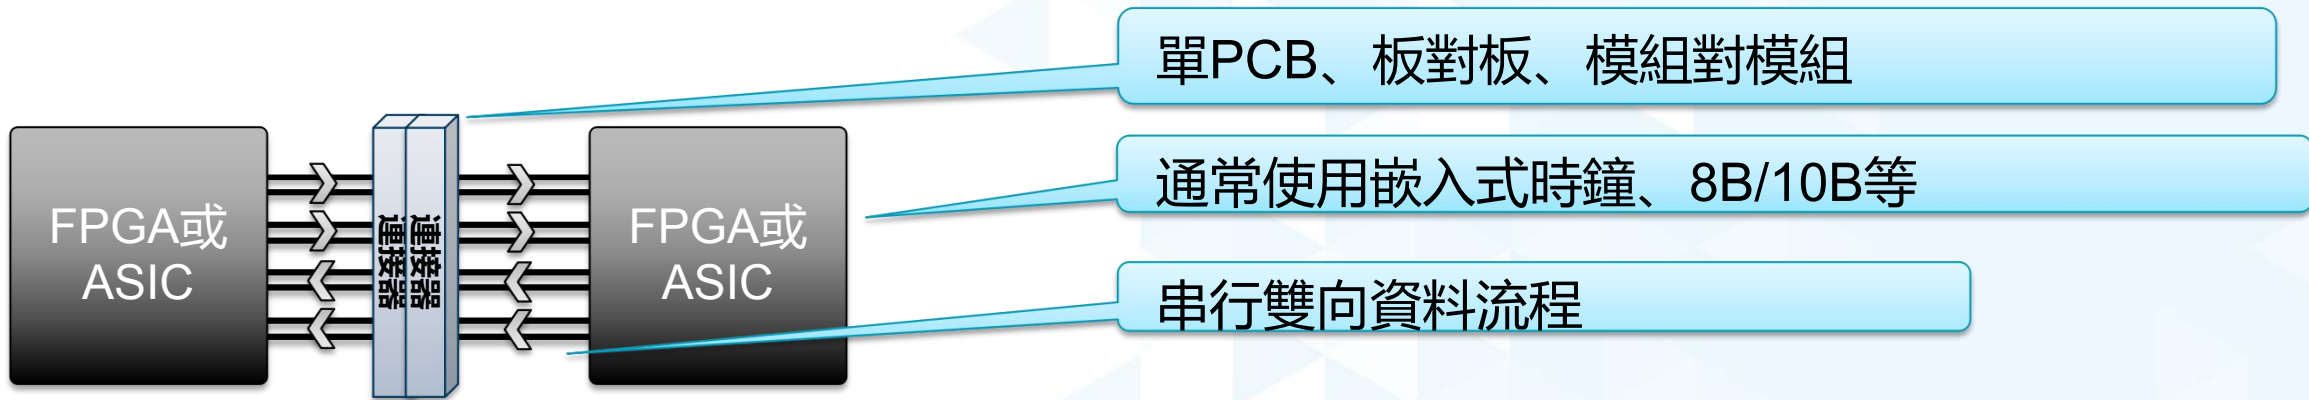 單PCB、板對板、模組對模組
FPGA或
ASIC
連接器
連接器
FPGA或
ASIC
通常使用嵌入式時鐘、8B/10B等
串行雙向資料流程